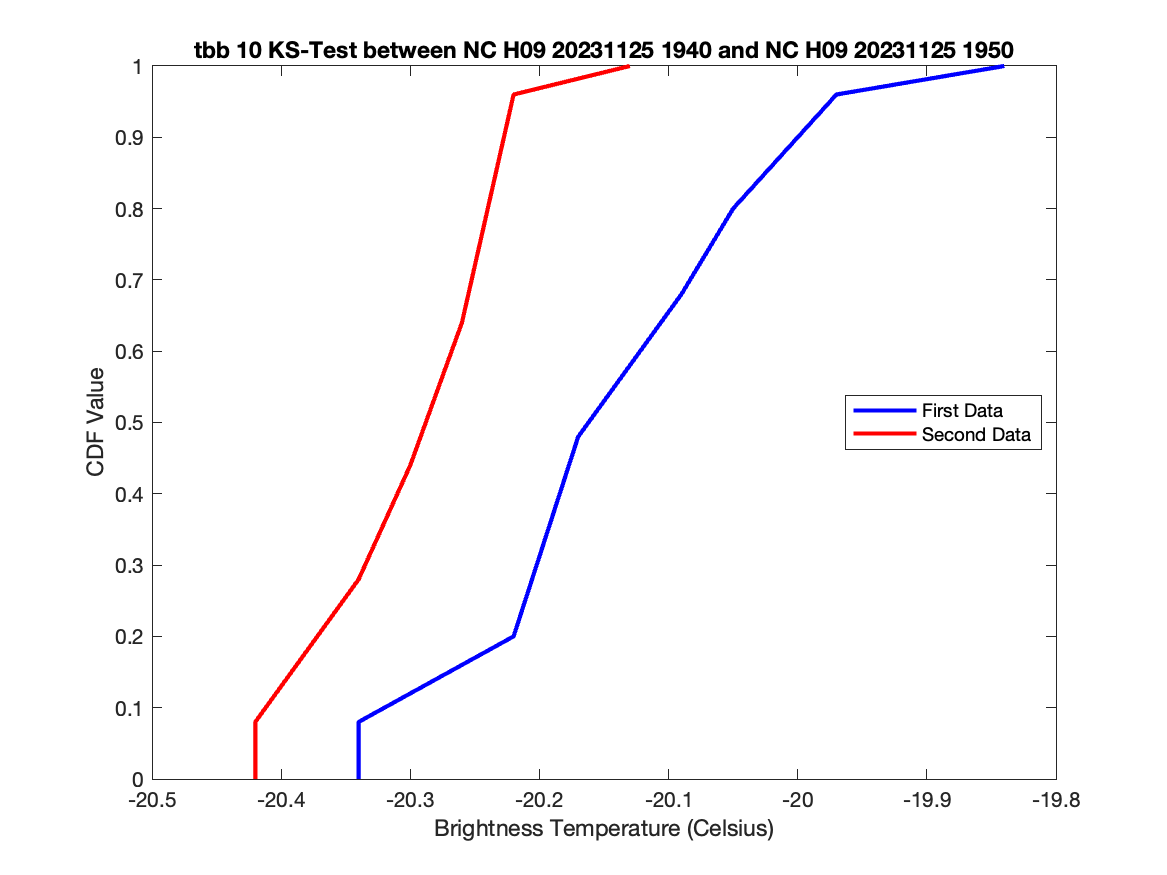 tbb 10 KS-Test between NC H09 20231125 1940 and NC H09 20231125 1950
1
0.9
0.8
0.7
0.6
0.5
0.4
0.3
0.2
0.1
0
CDF Value
First Data
Second Data
-20.5 -20.4 -20.3 -20.2 -20.1 -20 -19.9 -19.8
Brightness Temperature (Celsius)